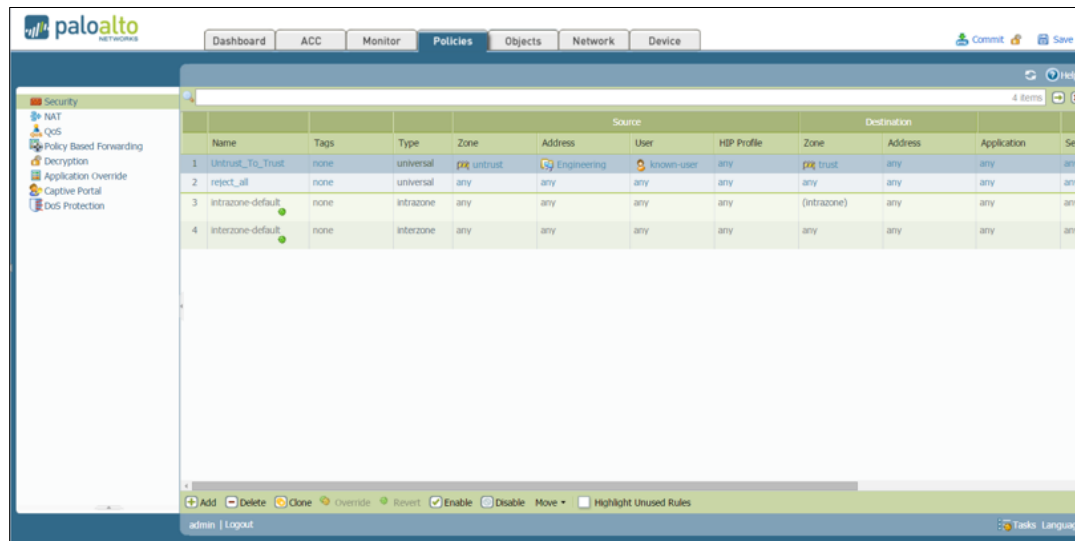 paloalto
NETWORKS
Dashboard ACC Monitor Policies Objects Network Device
Commit Save
Help
Security
NAT
QoS
Policy Based Forwarding
Decryption
Application Override
Captive Portal
DoS Protection
4 items
Source Destination
Name Tags Type Zone Address User HIP Profile Zone Address Application
1 Untrust_To_Trust none universal untrust Engineering known-user any trust any any
2 reject_all none universal any any any any any any any
3 intrazone-default none intrazone any any any any (intrazone) any any
4 interzone-default none interzone any any any any any any any
Add Delete Clone Override Revert Enable Disable Move Highlight Unused Rules
admin | Logout
Tasks